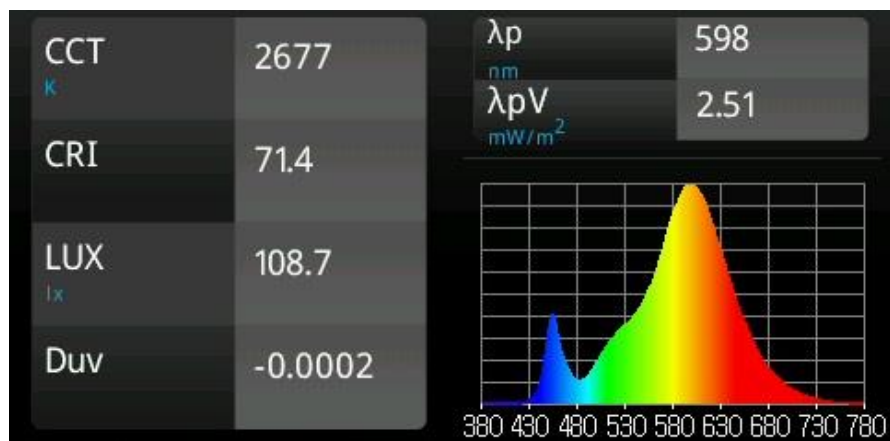 CCT
K
2677
CRI
71.4
LUX
lx
108.7
Duv
-0.0002
λp
nm
598
λpV
mW/m²
2.51
380 430 480 530 580 630 680 730 780